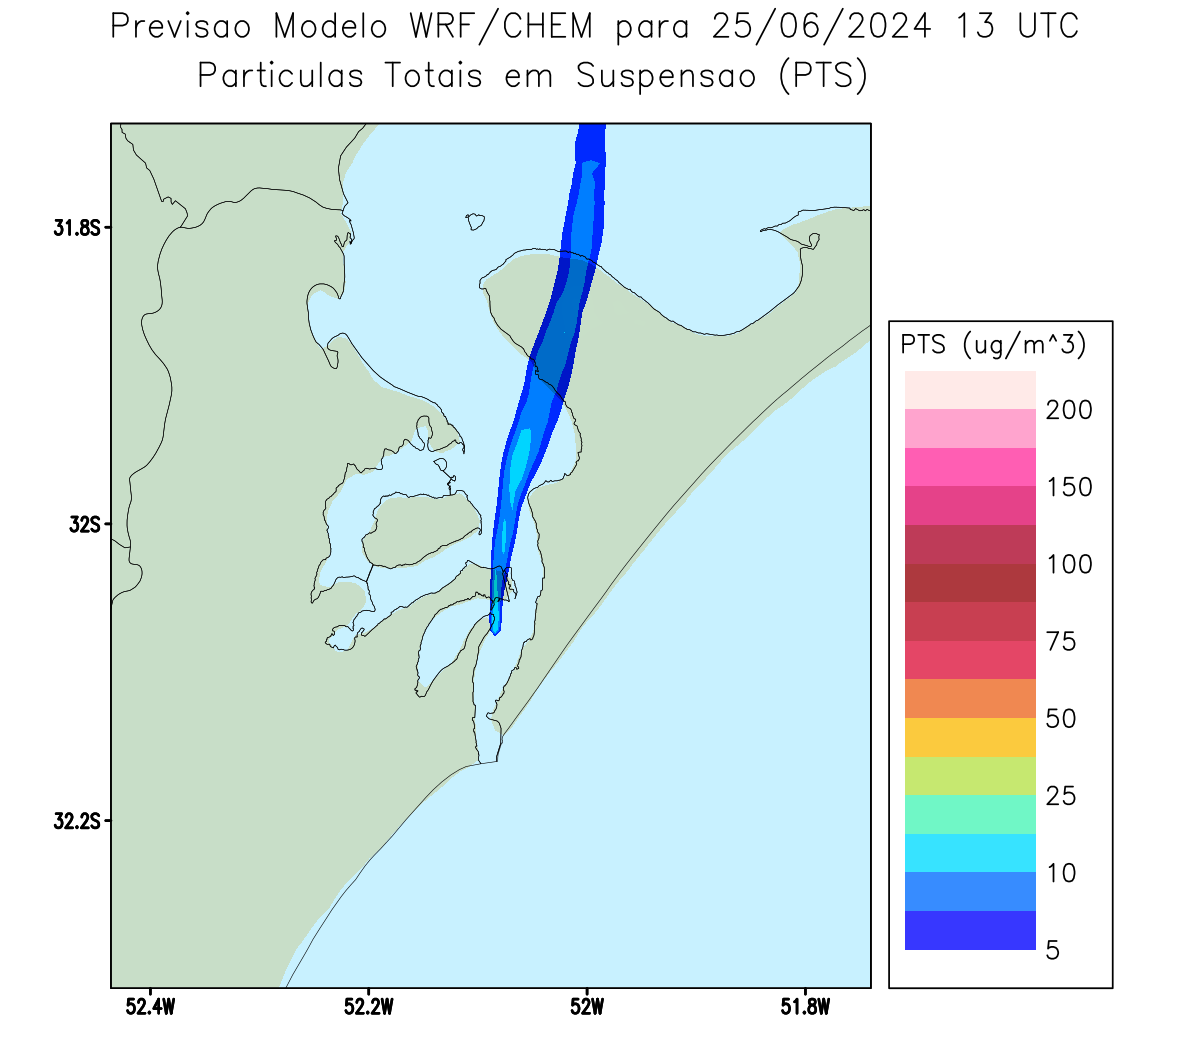 Previsao Modelo WRF/CHEM para 25/06/2024 13 UTC
Particulas Totais em Suspensao (PTS)
31.8S
32S
32.2S
52.4W
52.2W
52W
51.8W
PTS (ug/m^3)
200
150
100
75
50
25
10
5